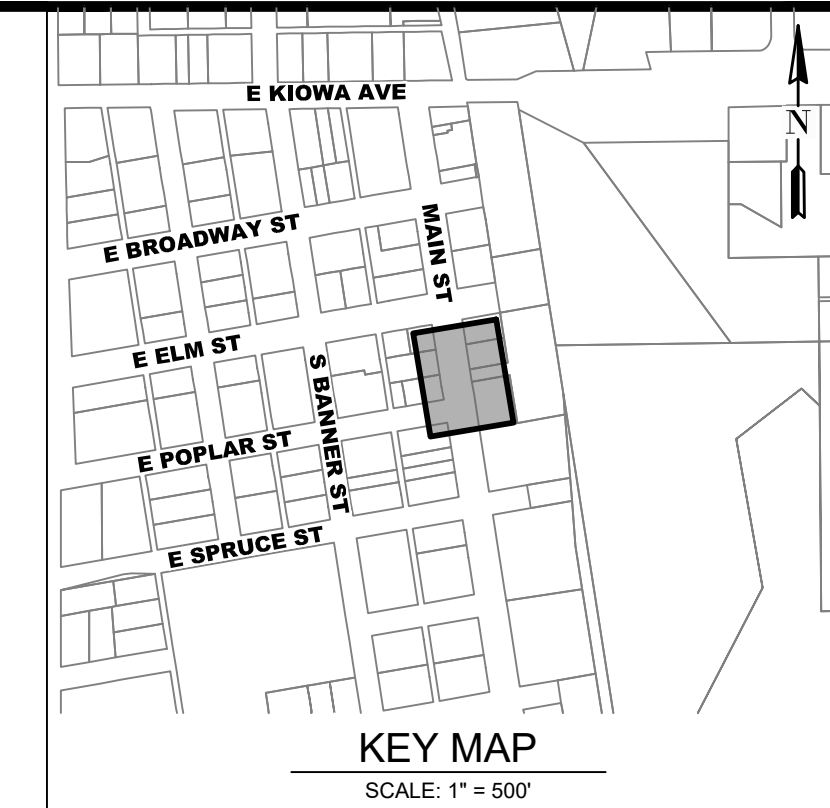 E KIOWA AVE
N
MAIN ST
E BROADWAY ST
E ELM ST
S BANNER ST
E POPLAR ST
E SPRUCE ST
KEY MAP
SCALE: 1" = 500'